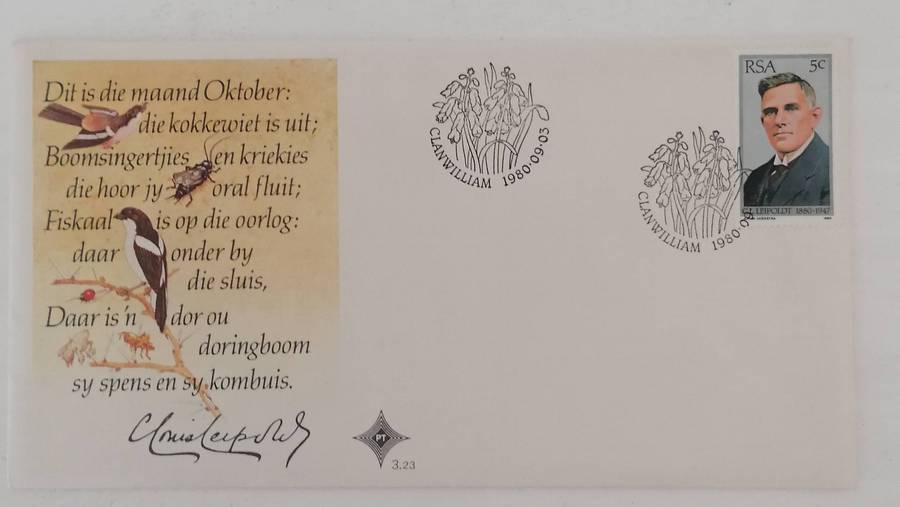 Dit is die maand Oktober:
die kokkewiet is uit;
Boomsingertjies en kriekies
die hoor jy oral fluit;
Fiskaal is op die oorlog:
daar onder by
die sluis,
Daar is 'n dor ou
doringboom
sy spens en sy kombuis.
PT
3.23
CLANWILLIAM 1980·09·03
CLANWILLIAM 1980·09
RSA 5c
LEIPOLDT 1880-1947